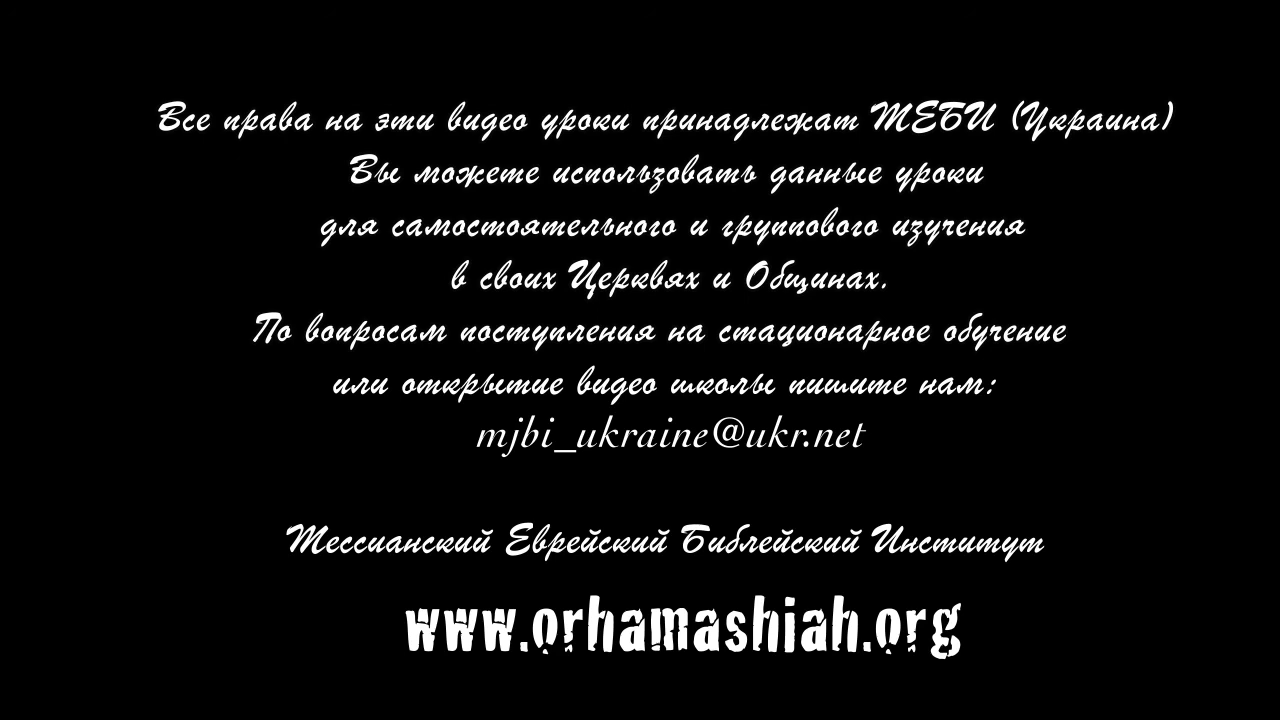 Все права на эти видео уроки принадлежат МЕБИ (Украина)
Вы можете использовать данные уроки
для самостоятельного и группового изучения
в своих Церквях и Общинах.
По вопросам поступления на стационарное обучение
или открытие видео школы пишите нам:
mjbi_ukraine@ukr.net
Мессианский Еврейский Библейский Институт
www.orhamashiah.org